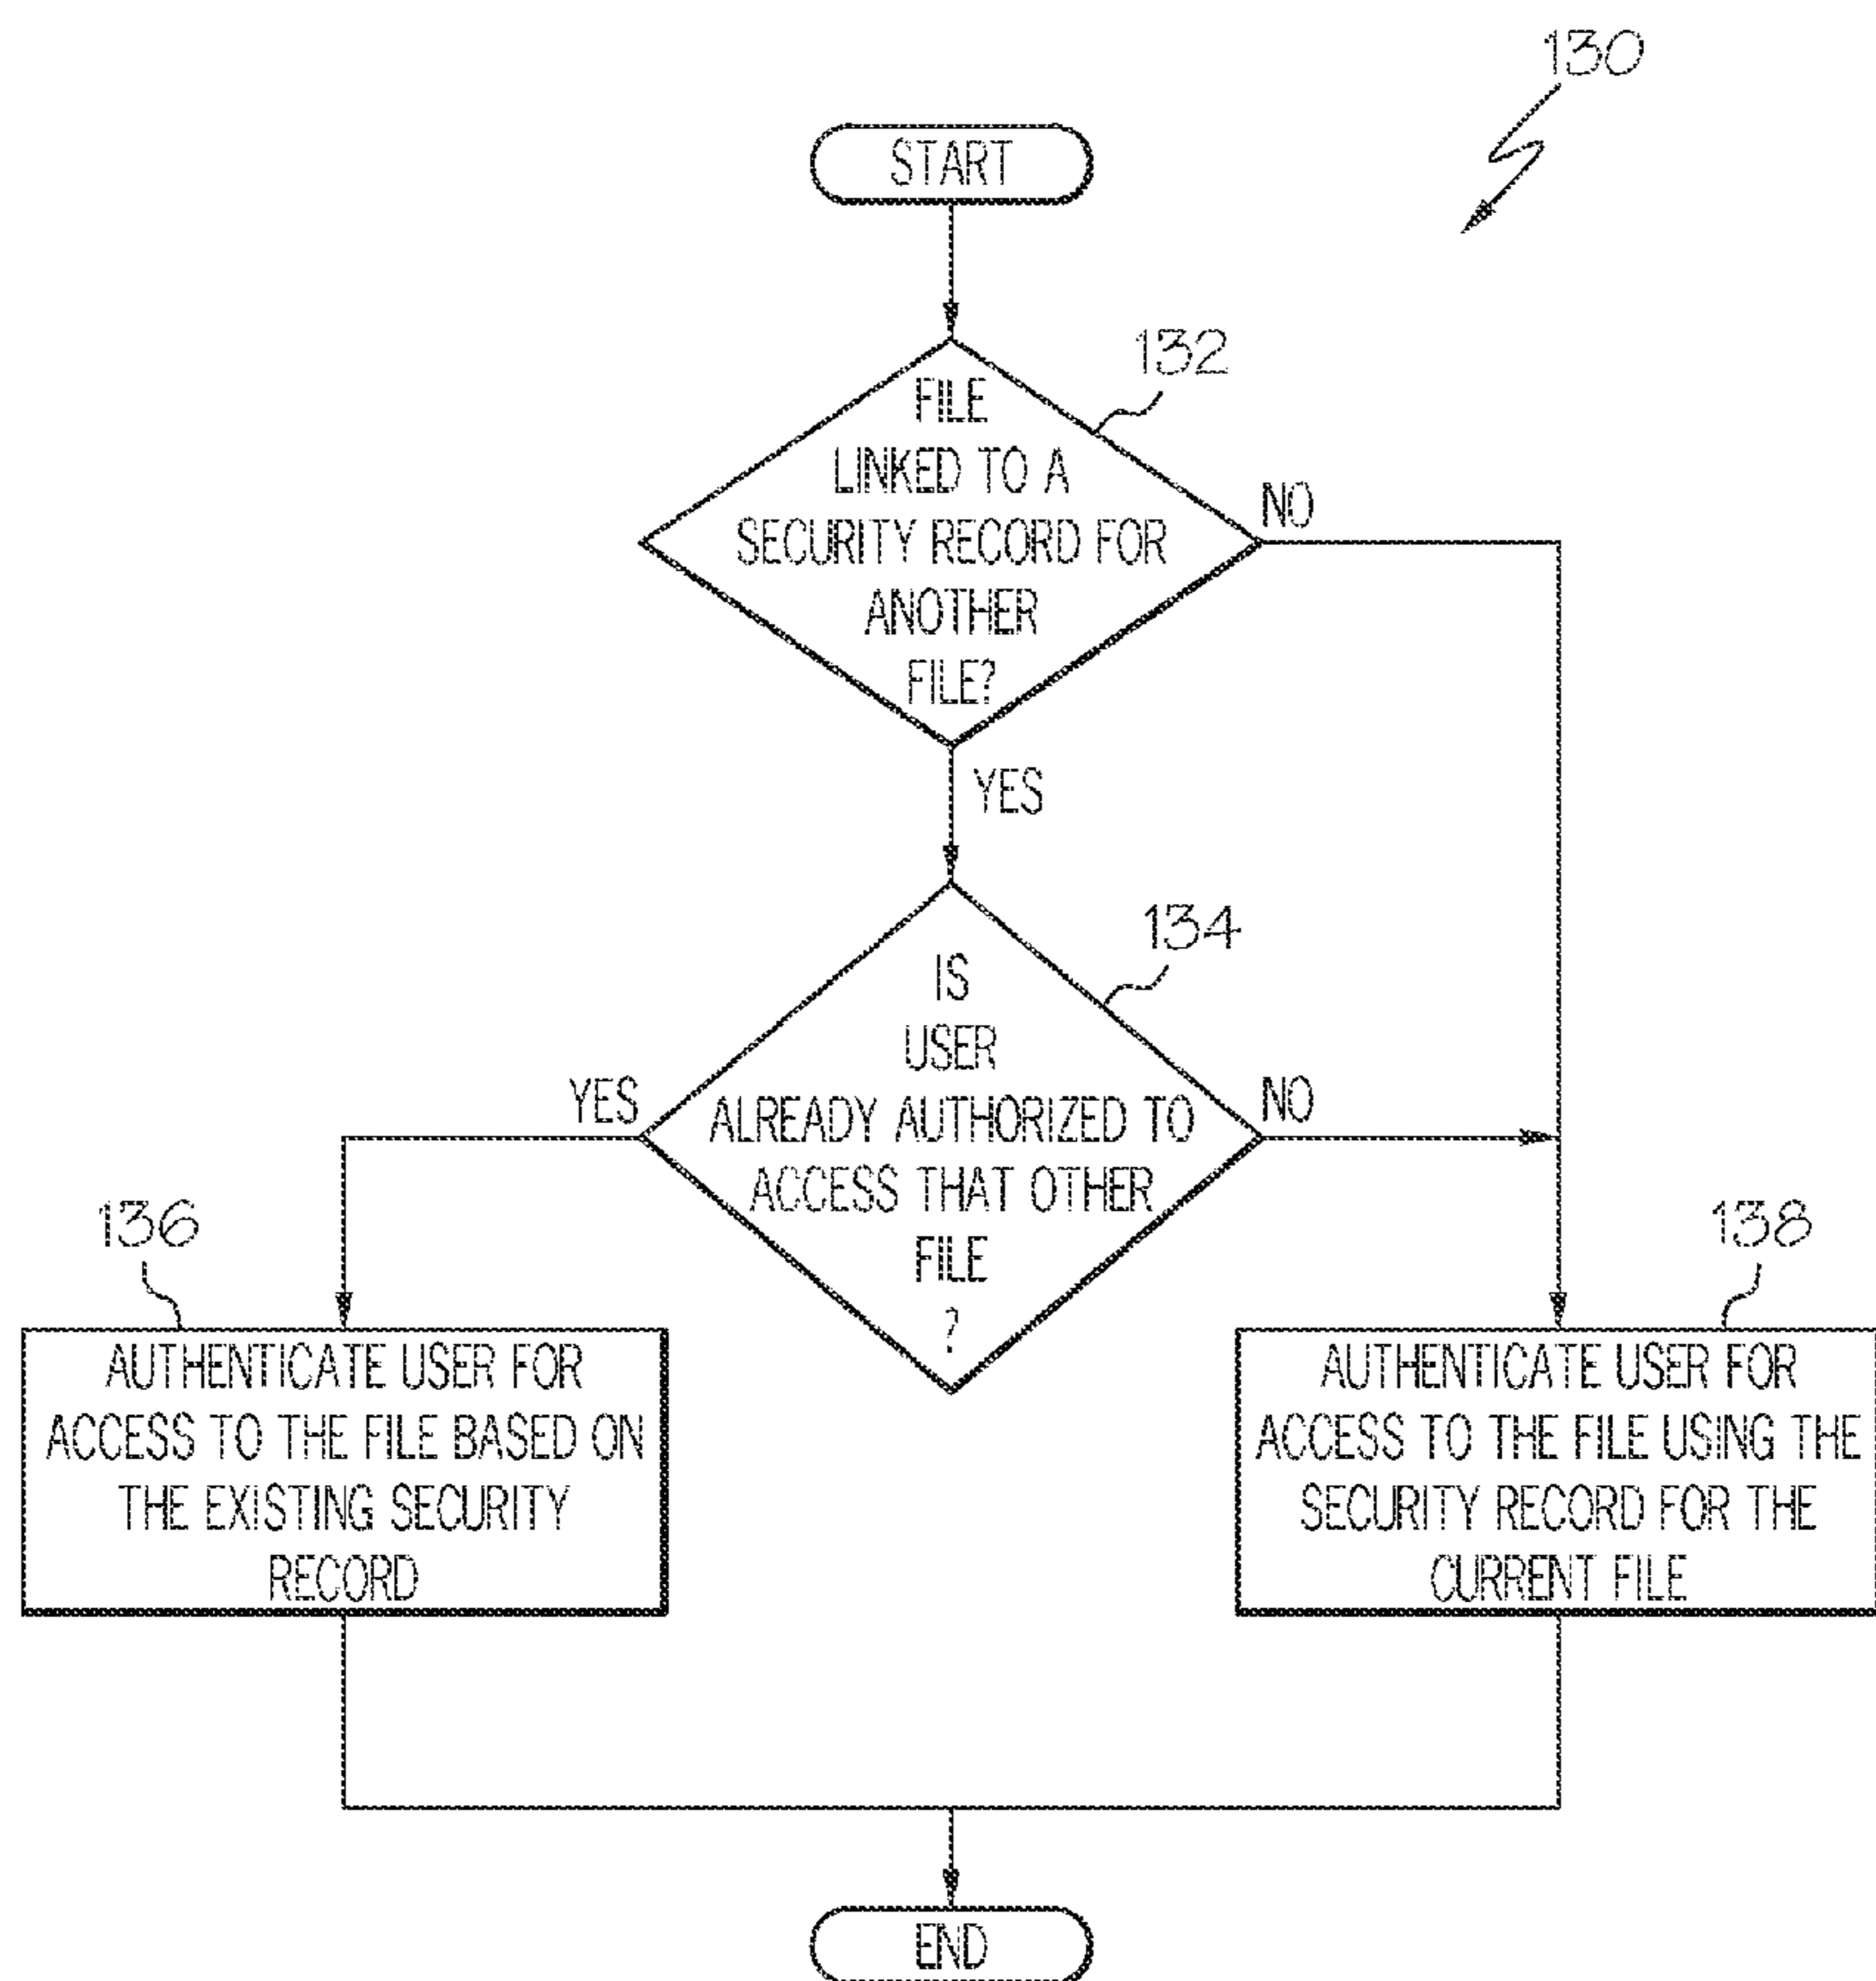 130
START
132
FILE
LINKED TO A
SECURITY RECORD FOR
ANOTHER
FILE?
NO
YES
134
IS
USER
ALREADY AUTHORIZED TO
ACCESS THAT OTHER
FILE
?
YES
NO
136
AUTHENTICATE USER FOR
ACCESS TO THE FILE BASED ON
THE EXISTING SECURITY
RECORD
138
AUTHENTICATE USER FOR
ACCESS TO THE FILE USING THE
SECURITY RECORD FOR THE
CURRENT FILE
END